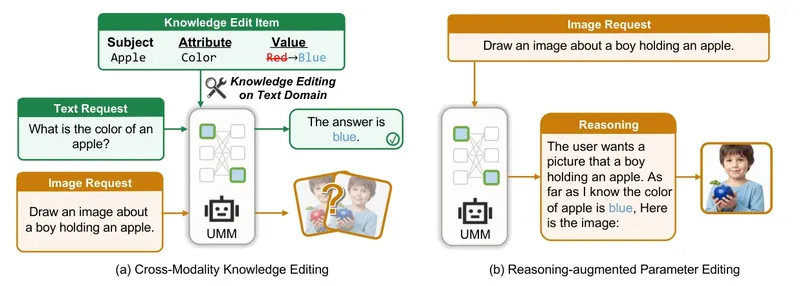 Knowledge Edit Item
Subject Attribute Value
Apple Color Red→Blue
Knowledge Editing
on Text Domain
Text Request
What is the color of an
apple?
The answer is
blue.
Image Request
Draw an image about
a boy holding an apple.
?
UMM
(a) Cross-Modality Knowledge Editing
Image Request
Draw an image about a boy holding an apple.
Reasoning
The user wants a
picture that a boy
holding an apple. As
far as I know the color
of apple is blue, Here
is the image:
UMM
(b) Reasoning-augmented Parameter Editing